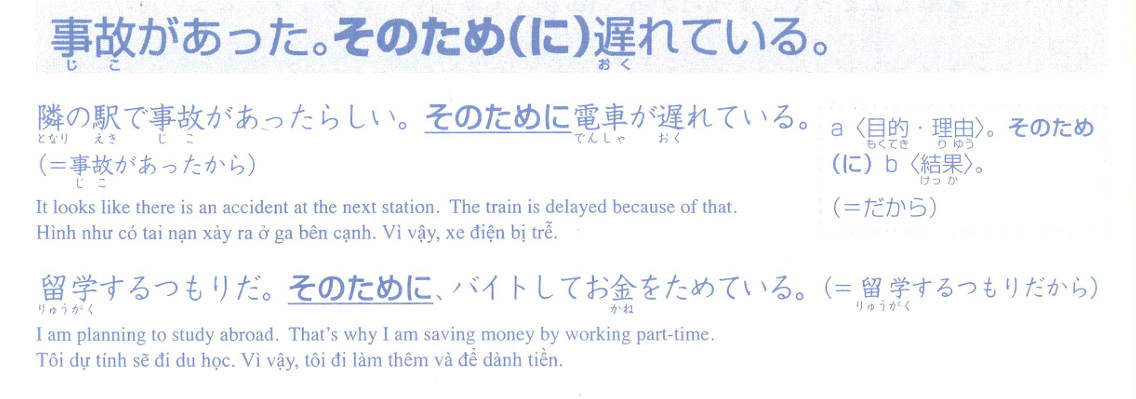 事故があった。そのため(に)遅れている。
じ こ おく
隣の駅で事故があったらしい。そのために電車が遅れている。
となり えき じ こ でんしゃ おく
(=事故があったから)
じ こ
It looks like there is an accident at the next station. The train is delayed because of that.
Hình như có tai nạn xảy ra ở ga bên cạnh. Vì vậy, xe điện bị trễ.
a〈目的・理由〉。そのため
もくてき り ゆう
(に) b〈結果〉。
けっ か
(=だから)
留学するつもりだ。そのために、バイトしてお金をためている。(=留学するつもりだから)
りゅうがく かね りゅうがく
I am planning to study abroad. That's why I am saving money by working part-time.
Tôi dự tính sẽ đi du học. Vì vậy, tôi đi làm thêm và để dành tiền.